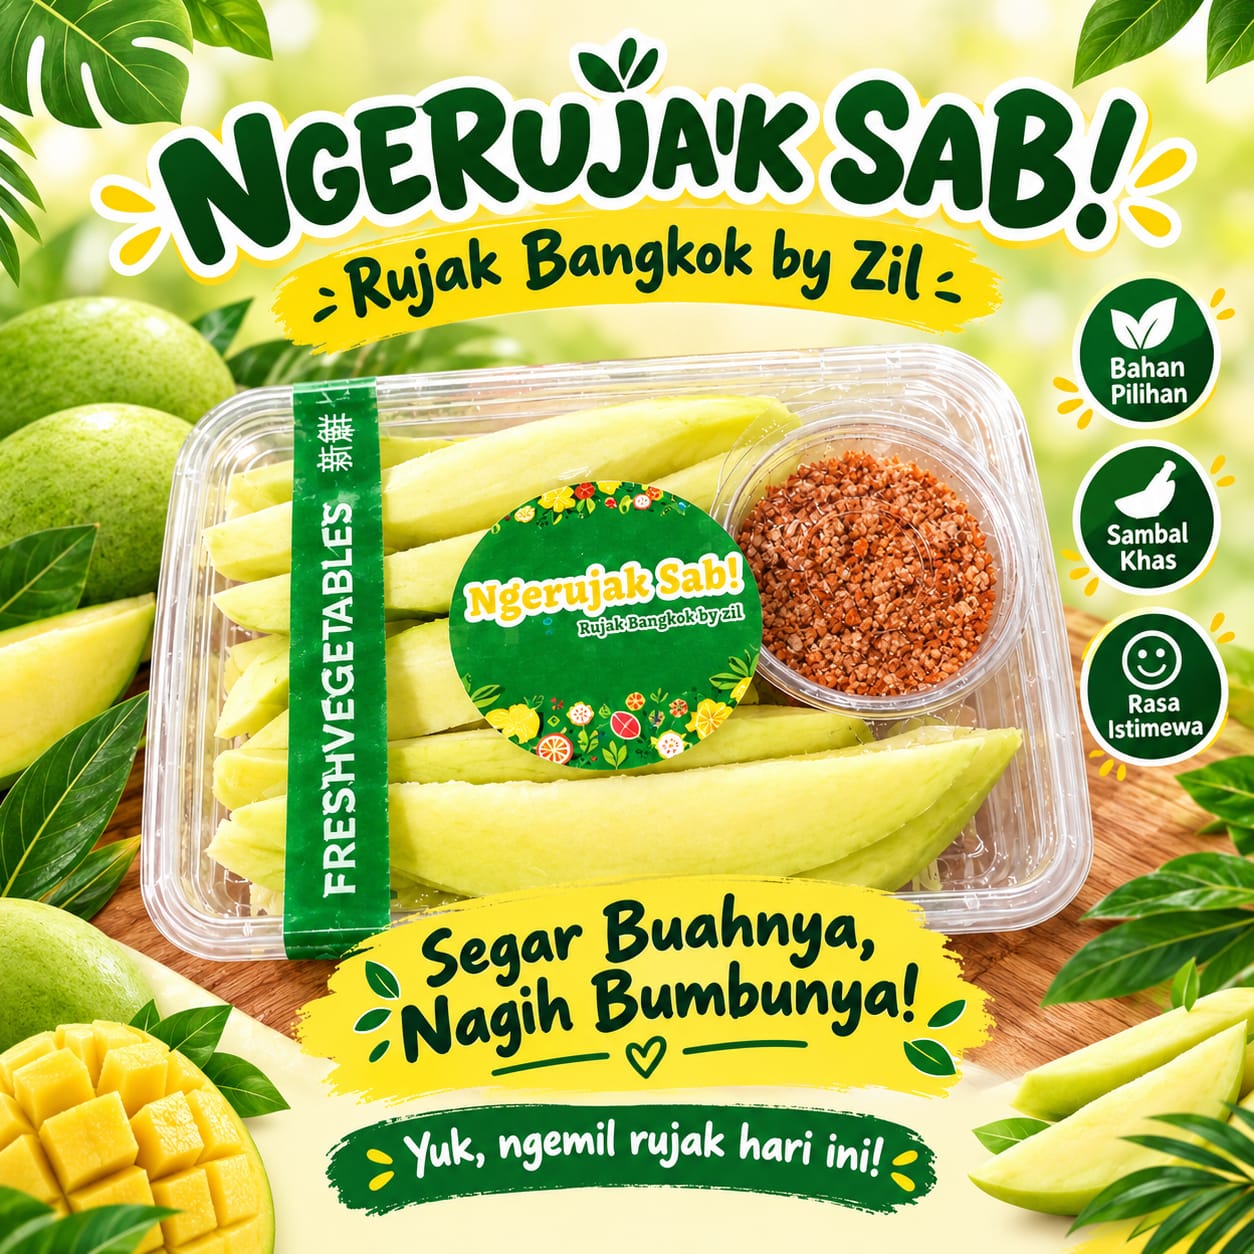 NGERUJAK SAB!
Rujak Bangkok by Zil
Bahan
Pilihan
Sambal
Khas
Rasa
Istimewa
FRESHVEGETABLES 新鮮
Ngerujak Sab!
Rujak Bangkok by zil
Segar Buahnya,
Nagih Bumbunya!
Yuk, ngemil rujak hari ini!